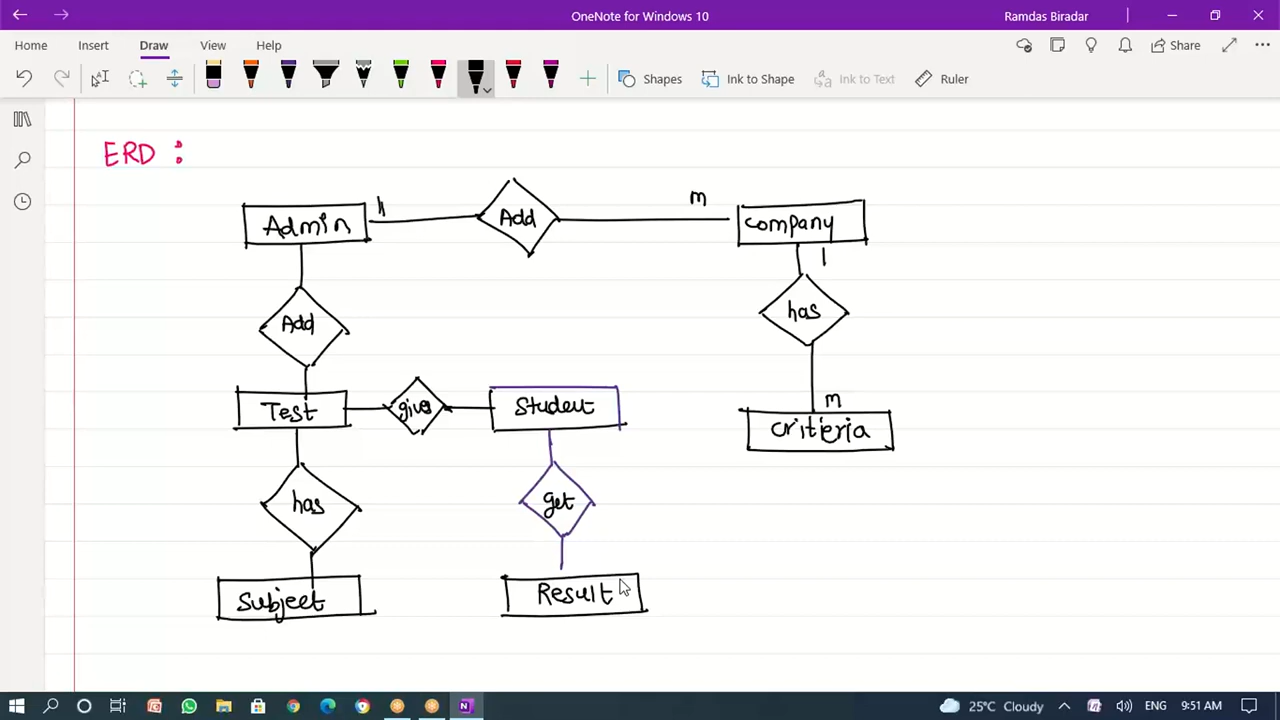 OneNote for Windows 10
Ramdas Biradar
Home Insert Draw View Help
Share
Shapes Ink to Shape Ink to Text Ruler
ERD :
Admin 1 Add m company
1
Add has
m
Test give Student criteria
has get
Subject Result
25°C Cloudy ENG 9:51 AM